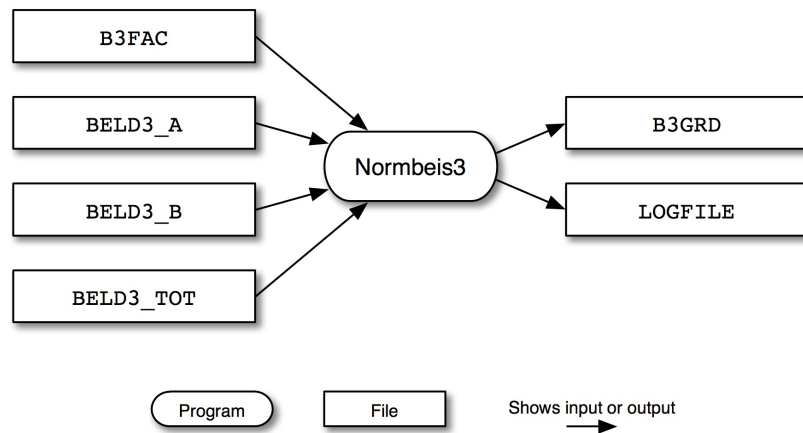 B3FAC
BELD3_A
BELD3_B
BELD3_TOT
Normbeis3
B3GRD
LOGFILE
Program
File
Shows input or output